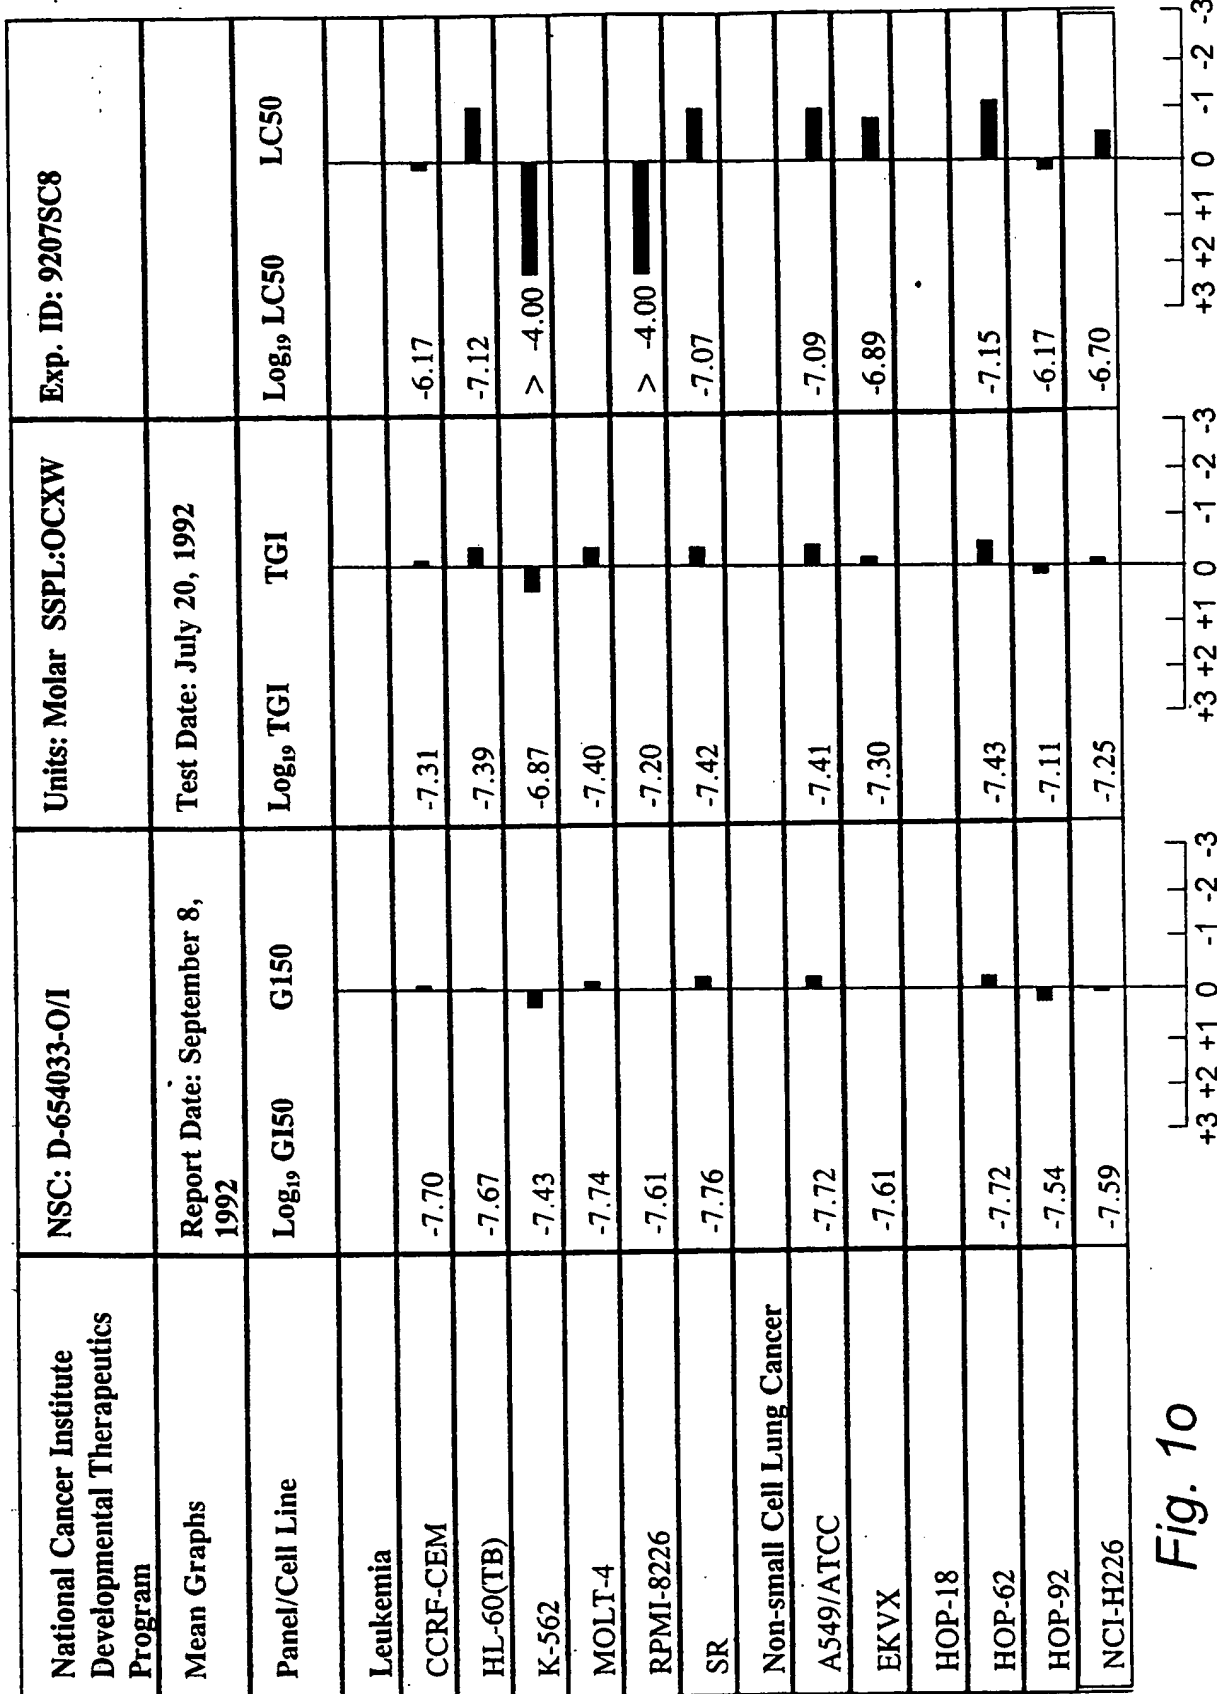 National Cancer Institute
Developmental Therapeutics
Program
NSC: D-654033-O/I
Units: Molar SSPL:OCXW
Exp. ID: 9207SC8
Mean Graphs
Report Date: September 8,
1992
Test Date: July 20, 1992
Panel/Cell Line
Log₁₉ GI50 G150
Log₁₉ TGI TGI
Log₁₉ LC50 LC50
Leukemia
CCRF-CEM -7.70 -7.31 -6.17
HL-60(TB) -7.67 -7.39 -7.12
K-562 -7.43 -6.87 > -4.00
MOLT-4 -7.74 -7.40
RPMI-8226 -7.61 -7.20 > -4.00
SR -7.76 -7.42 -7.07
Non-small Cell Lung Cancer
A549/ATCC -7.72 -7.41 -7.09
EKVX -7.61 -7.30 -6.89
HOP-18
HOP-62 -7.72 -7.43 -7.15
HOP-92 -7.54 -7.11 -6.17
NCI-H226 -7.59 -7.25 -6.70
+3 +2 +1 0 -1 -2 -3
+3 +2 +1 0 -1 -2 -3
+3 +2 +1 0 -1 -2 -3
Fig. 1o